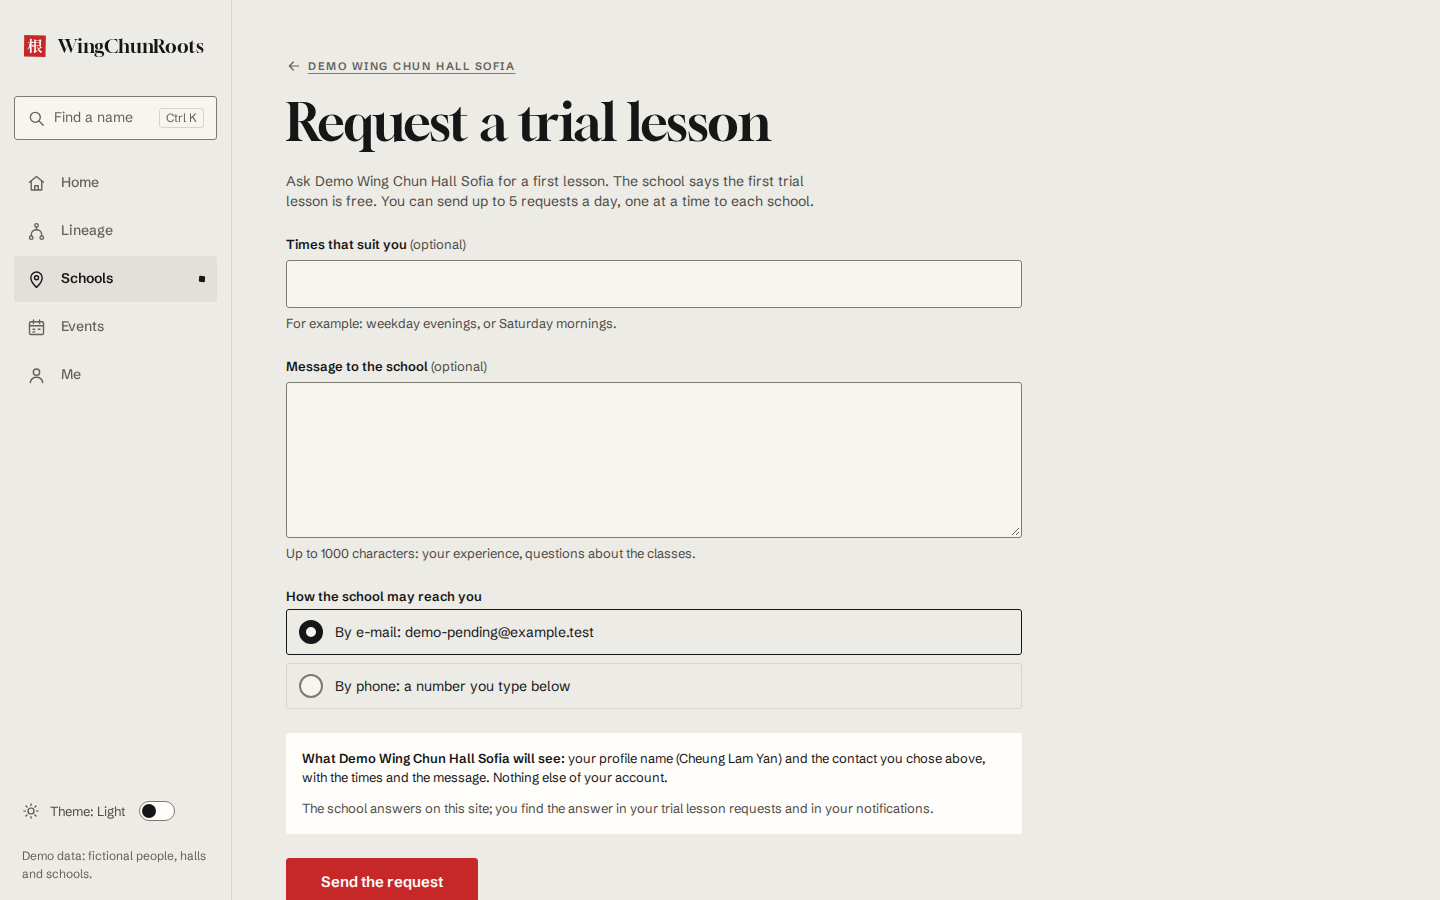 根 WingChunRoots
Find a name Ctrl K
Home
Lineage
Schools
Events
Me
Theme: Light
Demo data: fictional people, halls
and schools.
← DEMO WING CHUN HALL SOFIA
Request a trial lesson
Ask Demo Wing Chun Hall Sofia for a first lesson. The school says the first trial
lesson is free. You can send up to 5 requests a day, one at a time to each school.
Times that suit you (optional)
For example: weekday evenings, or Saturday mornings.
Message to the school (optional)
Up to 1000 characters: your experience, questions about the classes.
How the school may reach you
By e-mail: demo-pending@example.test
By phone: a number you type below
What Demo Wing Chun Hall Sofia will see: your profile name (Cheung Lam Yan) and the contact you chose above,
with the times and the message. Nothing else of your account.
The school answers on this site; you find the answer in your trial lesson requests and in your notifications.
Send the request